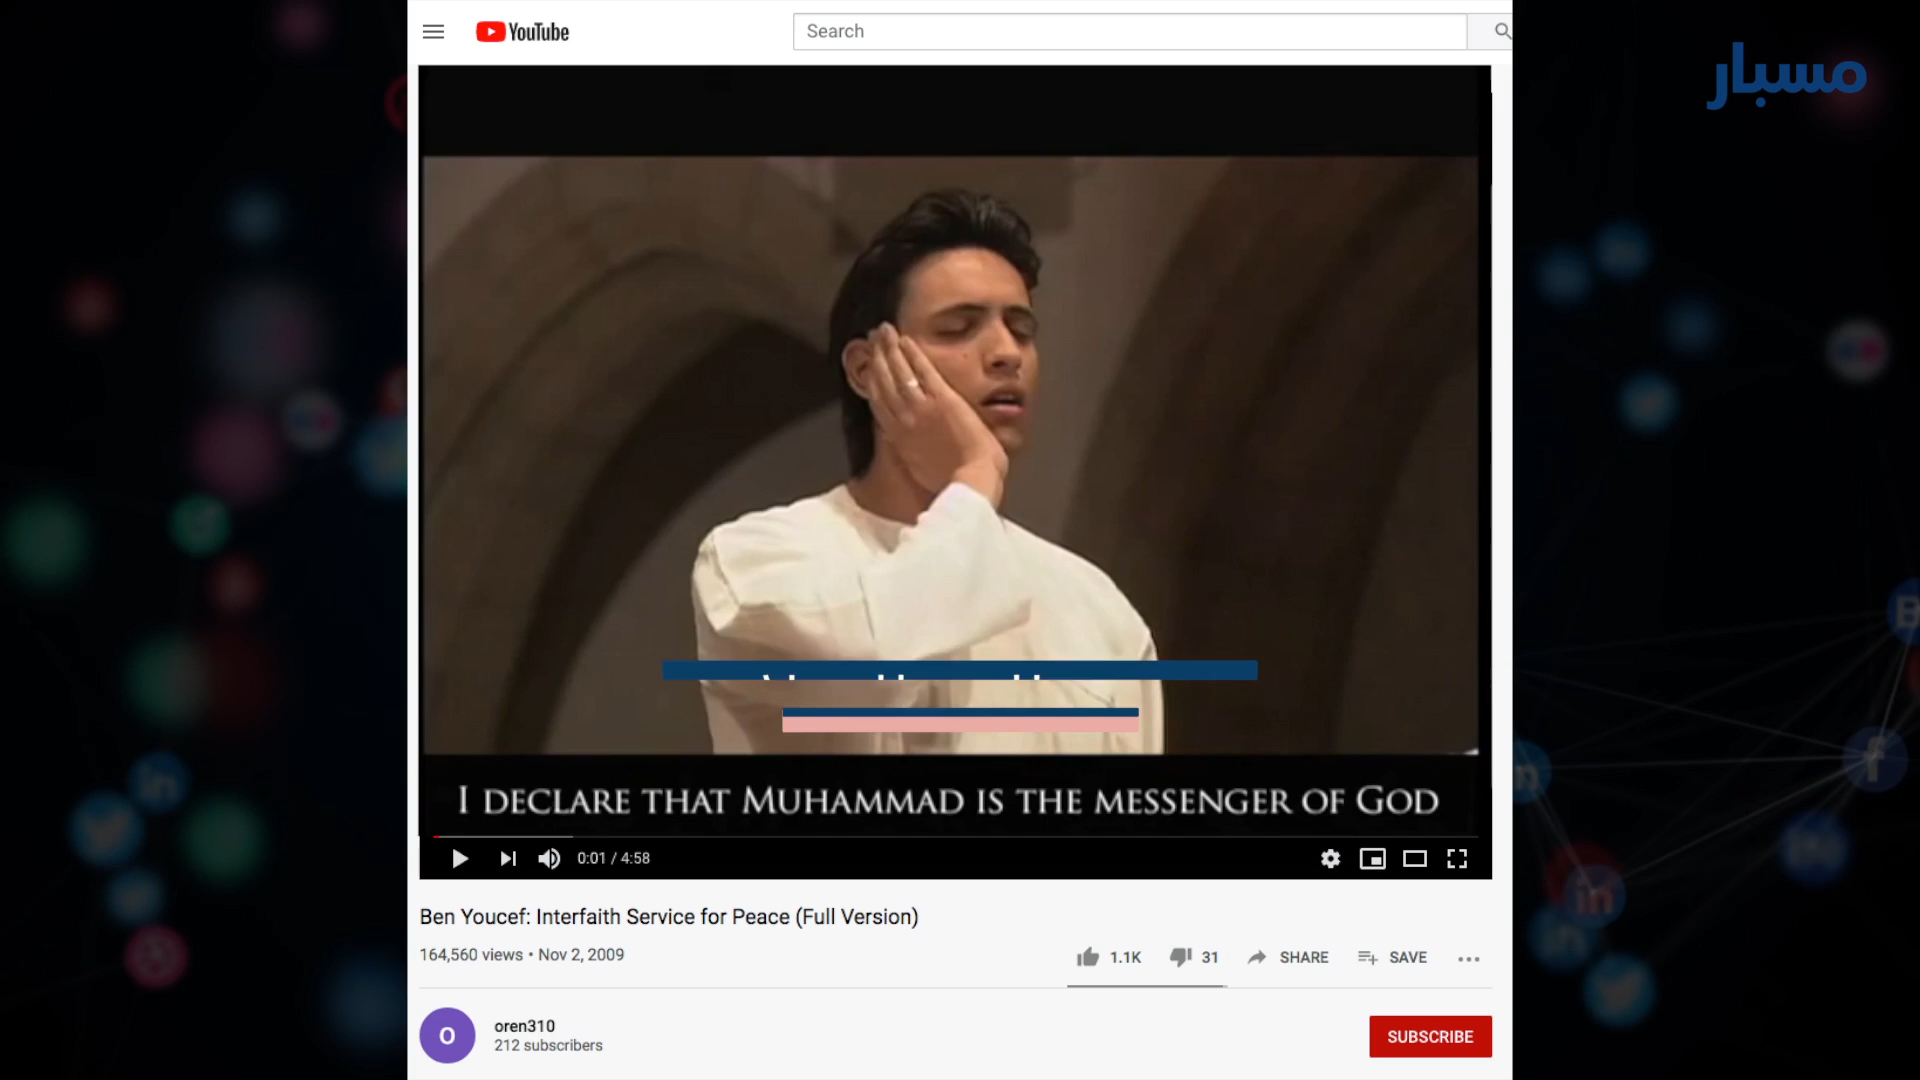 YouTube
Search
مسبار
I DECLARE THAT MUHAMMAD IS THE MESSENGER OF GOD
0:01 / 4:58
Ben Youcef: Interfaith Service for Peace (Full Version)
164,560 views • Nov 2, 2009
1.1K 31 SHARE SAVE
O
oren310
212 subscribers
SUBSCRIBE